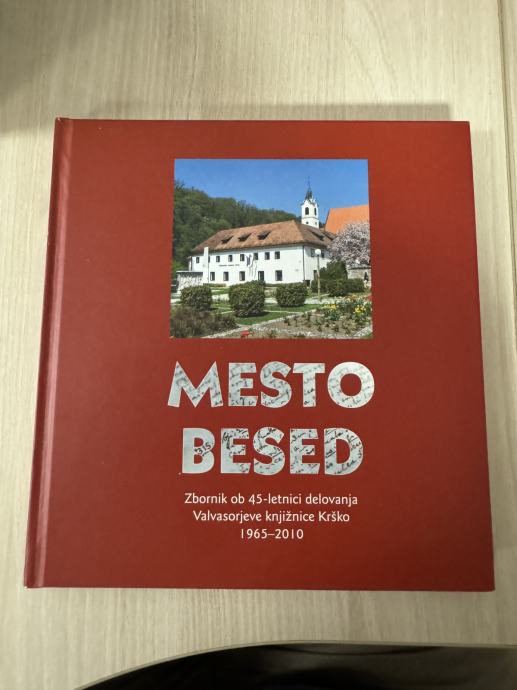 MESTO
BESED
Zbornik ob 45-letnici delovanja
Valvasorjeve knjižnice Krško
1965–2010